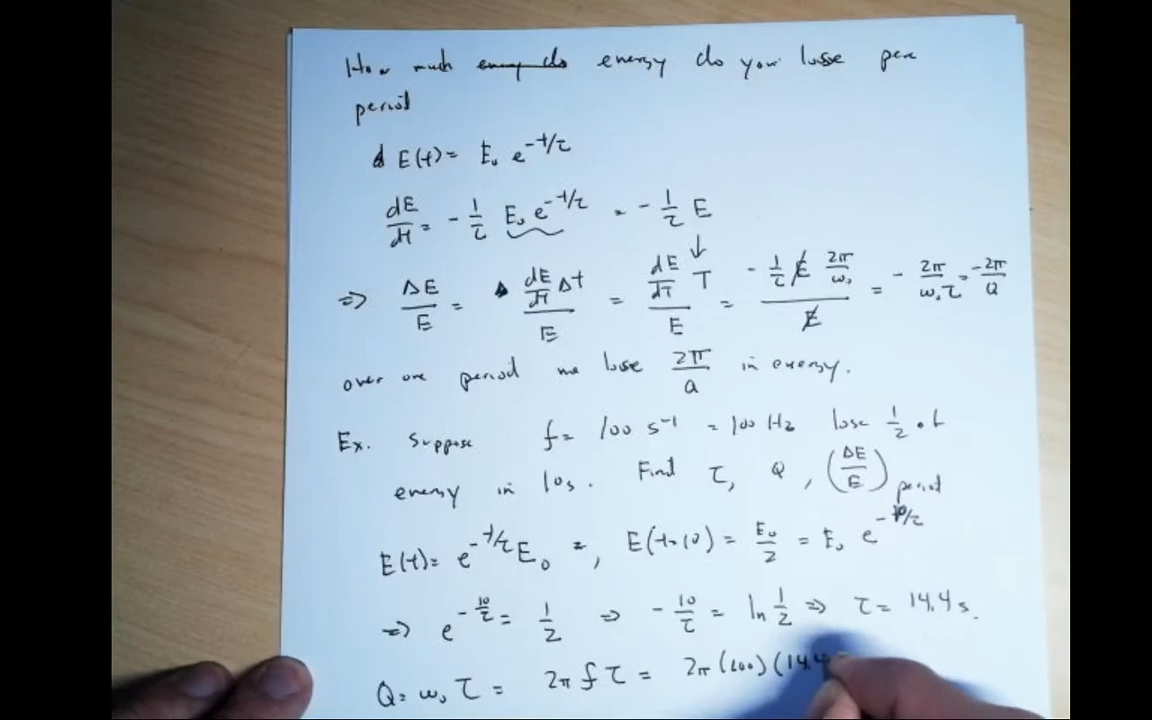 How much energy do your losse per
period
E(t) = E₀ e^(-t/τ)
dE/dt = - 1/τ E₀ e^(-t/τ) = - 1/τ E
⇒ ΔE/E = (dE/dt Δt)/E = (dE/dt T)/E = (- 1/τ E 2π/ω₀)/E = - 2π/(ω₀τ) = -2π/Q
over one period we lose 2π/Q in energy.
Ex. Suppose f = 100 s⁻¹ = 100 Hz lose 1/2 of
energy in 10s. Find τ, Q, (ΔE/E) period
E(t) = e^(-t/τ) E₀ =, E(t=10) = E₀/2 = E₀ e^(-10/τ)
⇒ e^(-10/τ) = 1/2 ⇒ - 10/τ = ln 1/2 ⇒ τ = 14.4 s.
Q = ω₀ τ = 2π f τ = 2π (100) (14.4